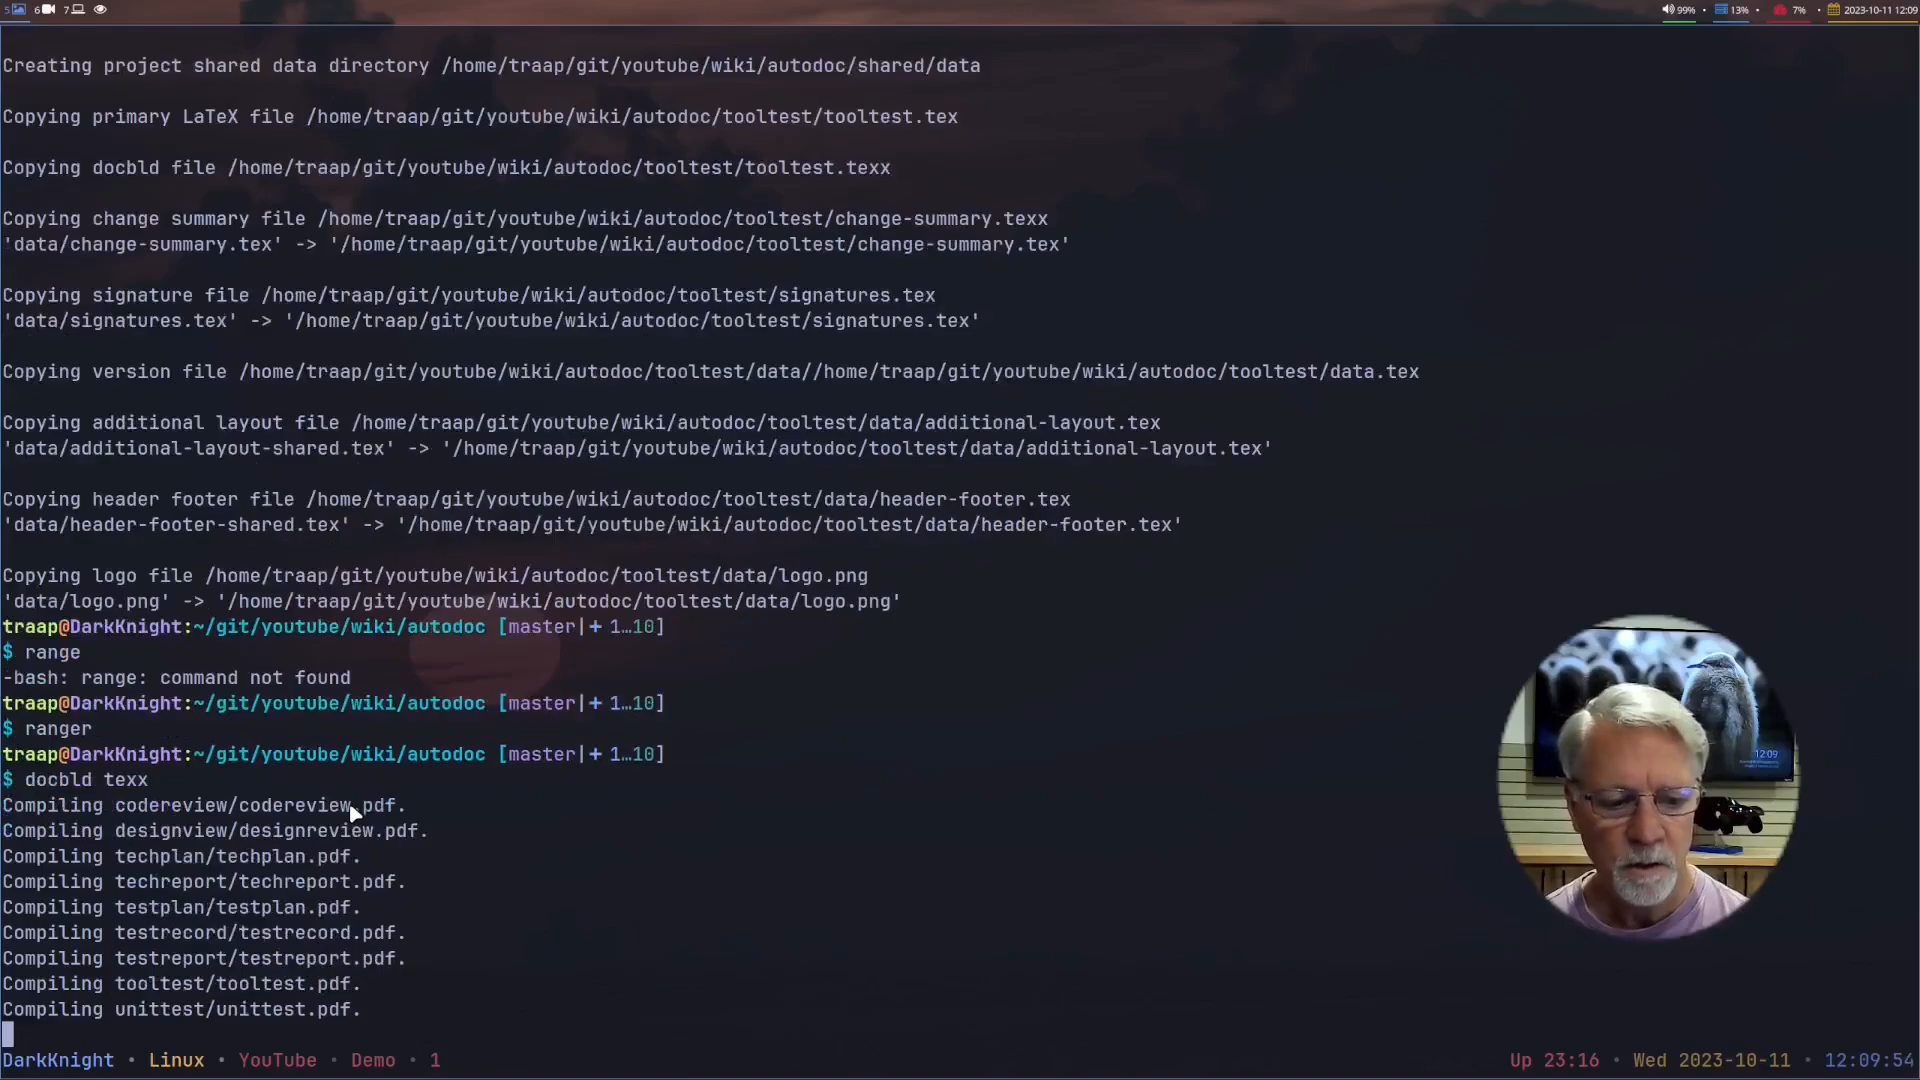 5 6 7 99% 13% 7% 2023-10-11 12:09
Creating project shared data directory /home/traap/git/youtube/wiki/autodoc/shared/data
Copying primary LaTeX file /home/traap/git/youtube/wiki/autodoc/tooltest/tooltest.tex
Copying docbld file /home/traap/git/youtube/wiki/autodoc/tooltest/tooltest.texx
Copying change summary file /home/traap/git/youtube/wiki/autodoc/tooltest/change-summary.texx
'data/change-summary.tex' -> '/home/traap/git/youtube/wiki/autodoc/tooltest/change-summary.tex'
Copying signature file /home/traap/git/youtube/wiki/autodoc/tooltest/signatures.tex
'data/signatures.tex' -> '/home/traap/git/youtube/wiki/autodoc/tooltest/signatures.tex'
Copying version file /home/traap/git/youtube/wiki/autodoc/tooltest/data//home/traap/git/youtube/wiki/autodoc/tooltest/data.tex
Copying additional layout file /home/traap/git/youtube/wiki/autodoc/tooltest/data/additional-layout.tex
'data/additional-layout-shared.tex' -> '/home/traap/git/youtube/wiki/autodoc/tooltest/data/additional-layout.tex'
Copying header footer file /home/traap/git/youtube/wiki/autodoc/tooltest/data/header-footer.tex
'data/header-footer-shared.tex' -> '/home/traap/git/youtube/wiki/autodoc/tooltest/data/header-footer.tex'
Copying logo file /home/traap/git/youtube/wiki/autodoc/tooltest/data/logo.png
'data/logo.png' -> '/home/traap/git/youtube/wiki/autodoc/tooltest/data/logo.png'
traap@DarkKnight:~/git/youtube/wiki/autodoc [master|+ 1…10]
$ range
-bash: range: command not found
traap@DarkKnight:~/git/youtube/wiki/autodoc [master|+ 1…10]
$ ranger
traap@DarkKnight:~/git/youtube/wiki/autodoc [master|+ 1…10]
$ docbld texx
Compiling codereview/codereview.pdf.
Compiling designview/designreview.pdf.
Compiling techplan/techplan.pdf.
Compiling techreport/techreport.pdf.
Compiling testplan/testplan.pdf.
Compiling testrecord/testrecord.pdf.
Compiling testreport/testreport.pdf.
Compiling tooltest/tooltest.pdf.
Compiling unittest/unittest.pdf.
12:09
DarkKnight • Linux • YouTube • Demo • 1 Up 23:16 • Wed 2023-10-11 • 12:09:54